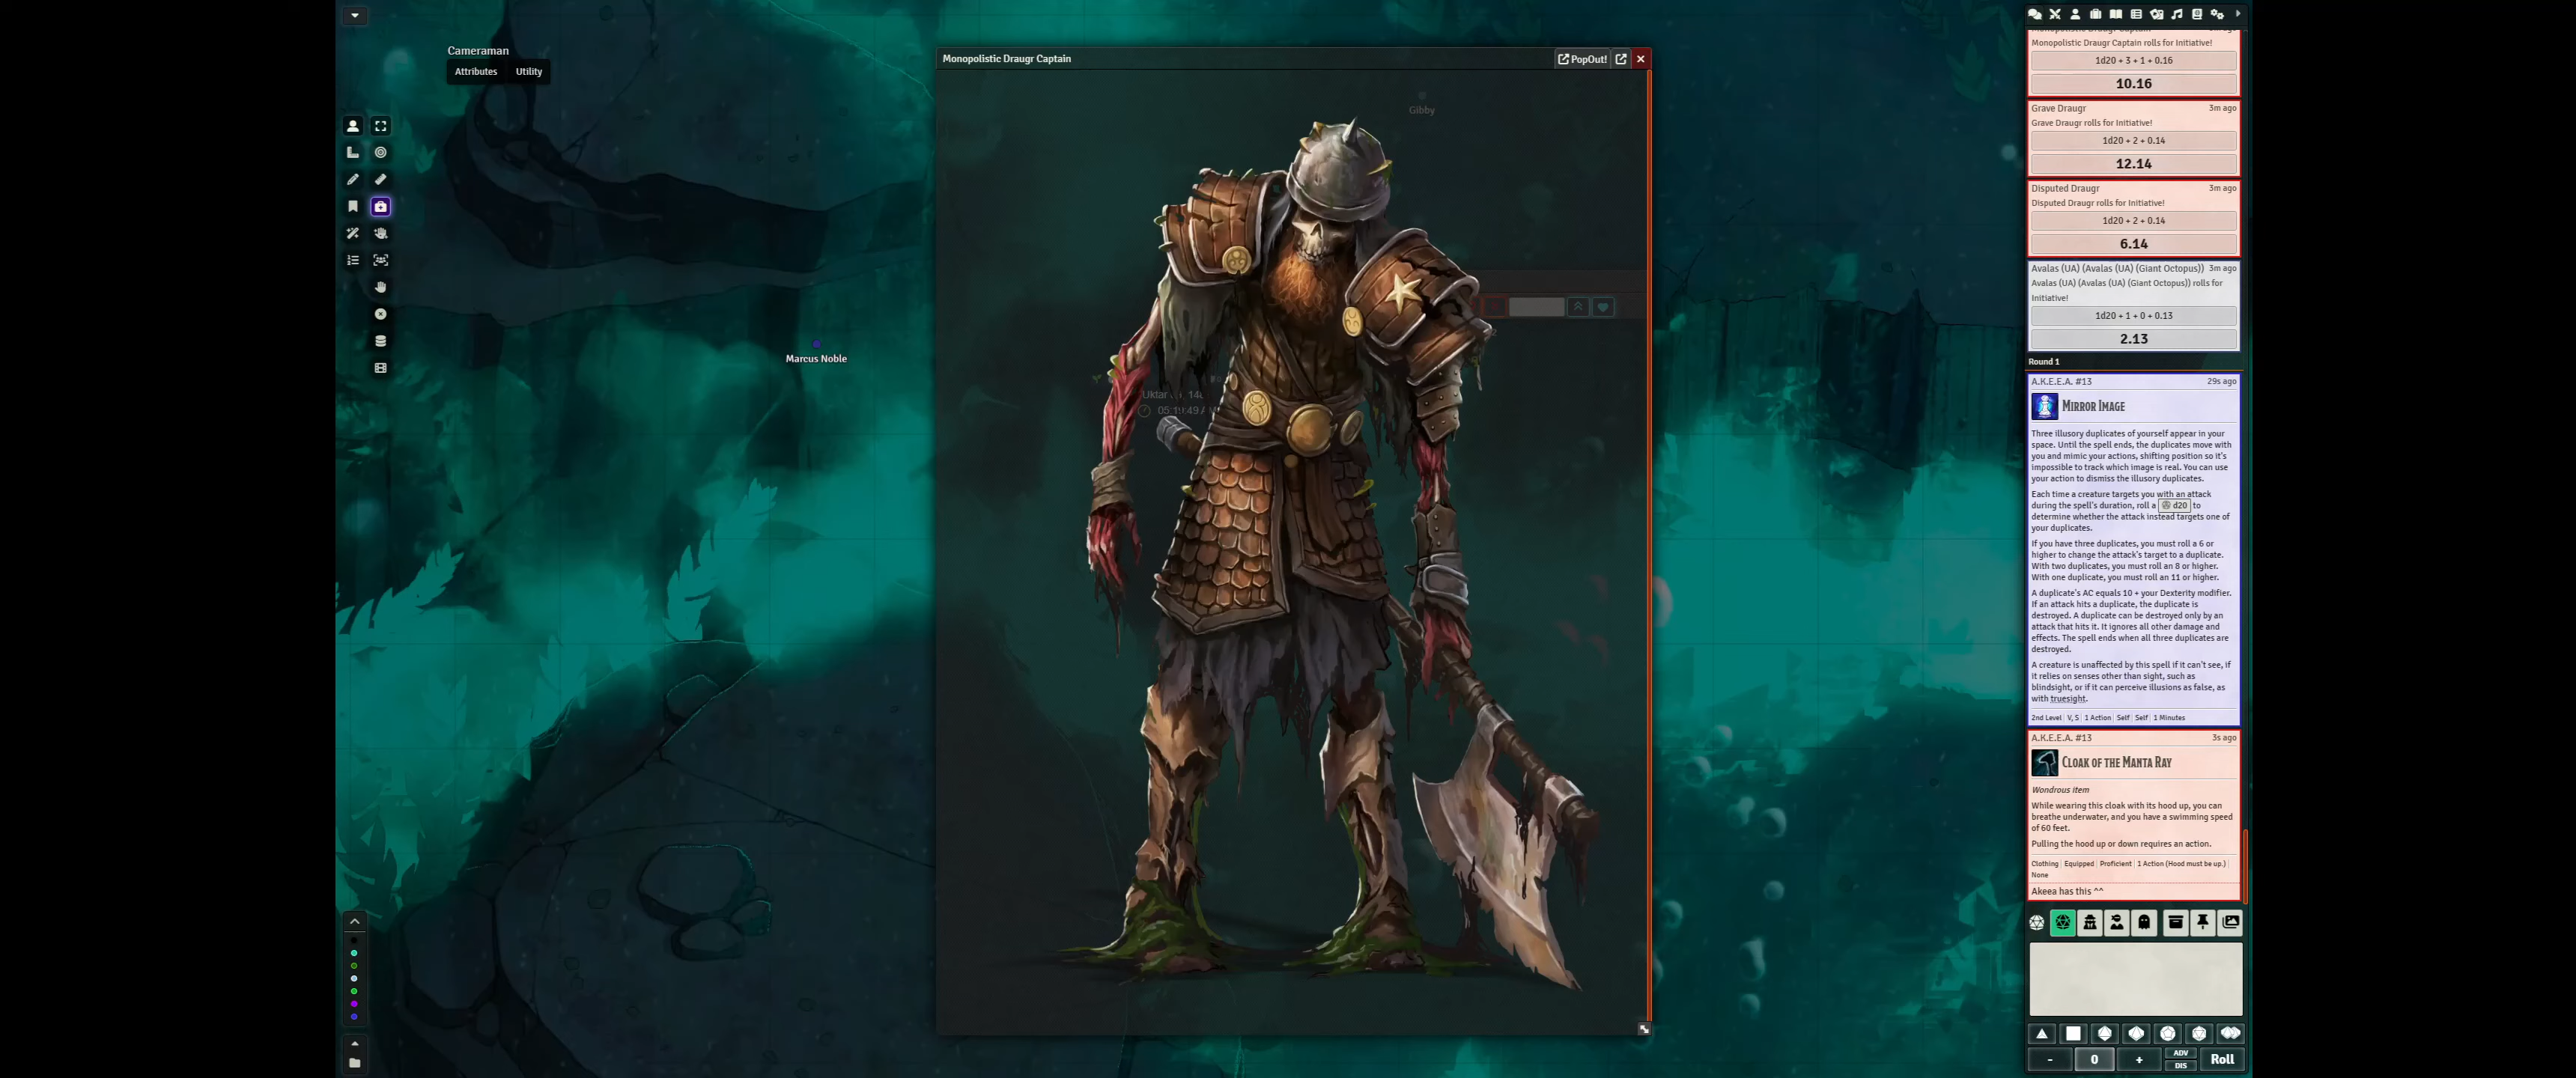 Cameraman
Attributes
Utility
Marcus Noble
Monopolistic Draugr Captain
PopOut!
Gibby
Monopolistic Draugr Captain rolls for Initiative!
1d20 + 3 + 1 + 0.16
10.16
Grave Draugr 3m ago
Grave Draugr rolls for Initiative!
1d20 + 2 + 0.14
12.14
Disputed Draugr 3m ago
Disputed Draugr rolls for Initiative!
1d20 + 2 + 0.14
6.14
Avalas (UA) (Avalas (UA) (Giant Octopus)) 3m ago
Avalas (UA) (Avalas (UA) (Giant Octopus)) rolls for
Initiative!
1d20 + 1 + 0 + 0.13
2.13
Round 1
A.K.E.E.A. #13 29s ago
Mirror Image
Three illusory duplicates of yourself appear in your
space. Until the spell ends, the duplicates move with
you and mimic your actions, shifting position so it's
impossible to track which image is real. You can use
your action to dismiss the illusory duplicates.
Each time a creature targets you with an attack
during the spell's duration, roll a d20 to
determine whether the attack instead targets one of
your duplicates.
If you have three duplicates, you must roll a 6 or
higher to change the attack's target to a duplicate.
With two duplicates, you must roll an 8 or higher.
With one duplicate, you must roll an 11 or higher.
A duplicate's AC equals 10 + your Dexterity modifier.
If an attack hits a duplicate, the duplicate is
destroyed. A duplicate can be destroyed only by an
attack that hits it. It ignores all other damage and
effects. The spell ends when all three duplicates are
destroyed.
A creature is unaffected by this spell if it can't see, if
it relies on senses other than sight, such as
blindsight, or if it can perceive illusions as false, as
with truesight.
2nd Level V, S 1 Action Self Self 1 Minutes
A.K.E.E.A. #13 3s ago
Cloak of the Manta Ray
Wondrous item
While wearing this cloak with its hood up, you can
breathe underwater, and you have a swimming speed
of 60 feet.
Pulling the hood up or down requires an action.
Clothing Equipped Proficient 1 Action (Hood must be up.)
None
Akeea has this ^^
- 0 + ADV DIS Roll